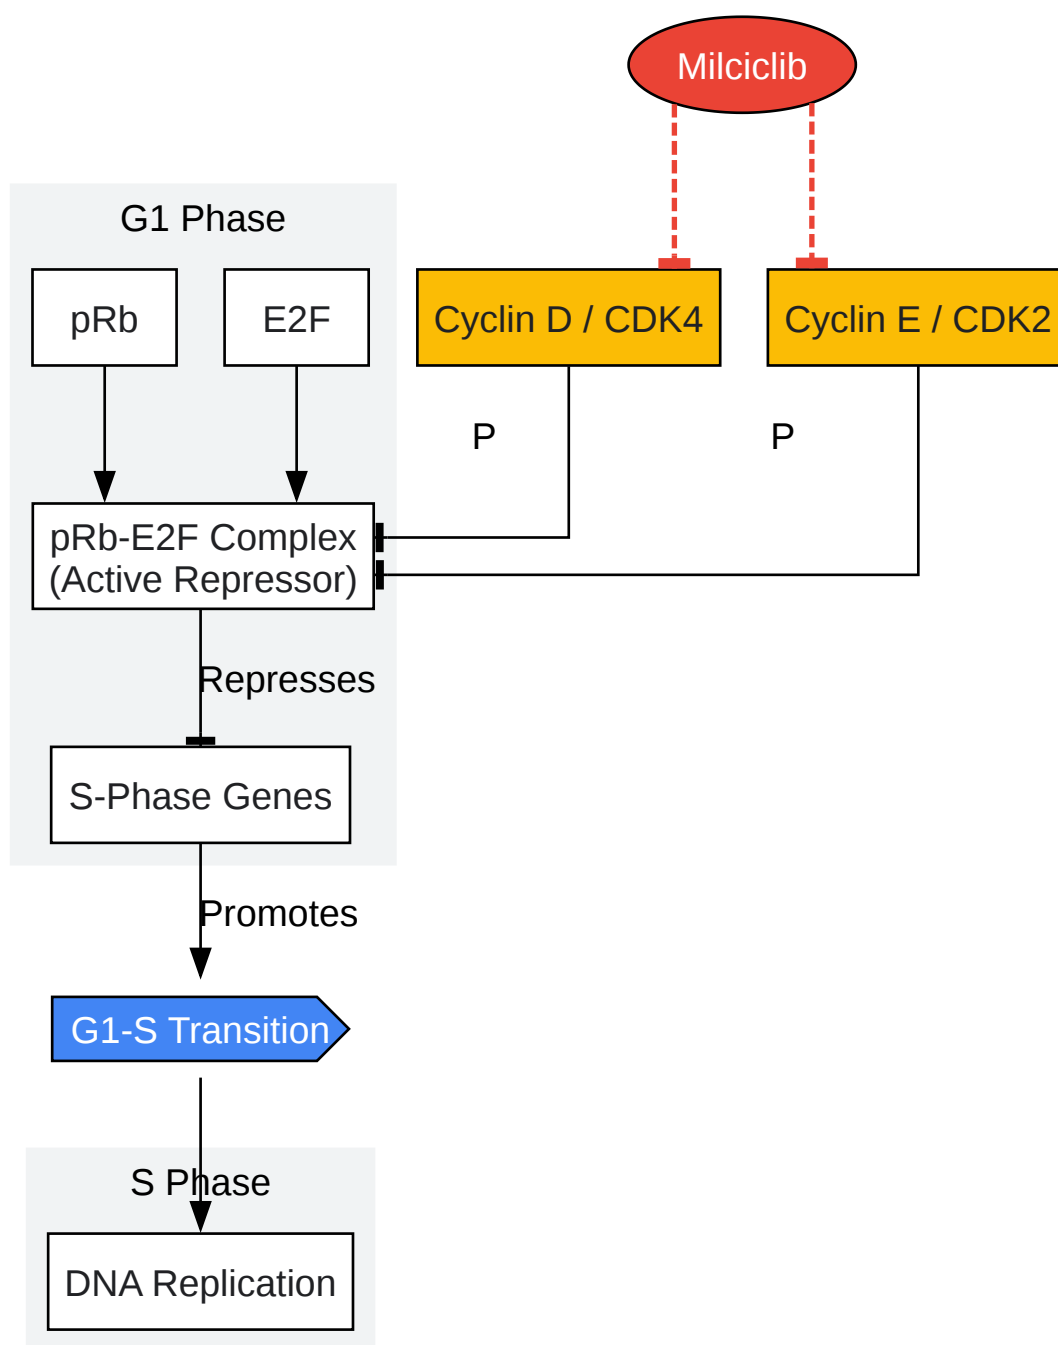 Milciclib
G1 Phase
pRb
E2F
Cyclin D / CDK4
Cyclin E / CDK2
P
P
pRb-E2F Complex
(Active Repressor)
Represses
S-Phase Genes
Promotes
G1-S Transition
S Phase
DNA Replication